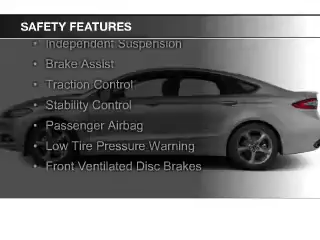 SAFETY FEATURES
• Independent Suspension
• Brake Assist
• Traction Control
• Stability Control
• Passenger Airbag
• Low Tire Pressure Warning
• Front Ventilated Disc Brakes